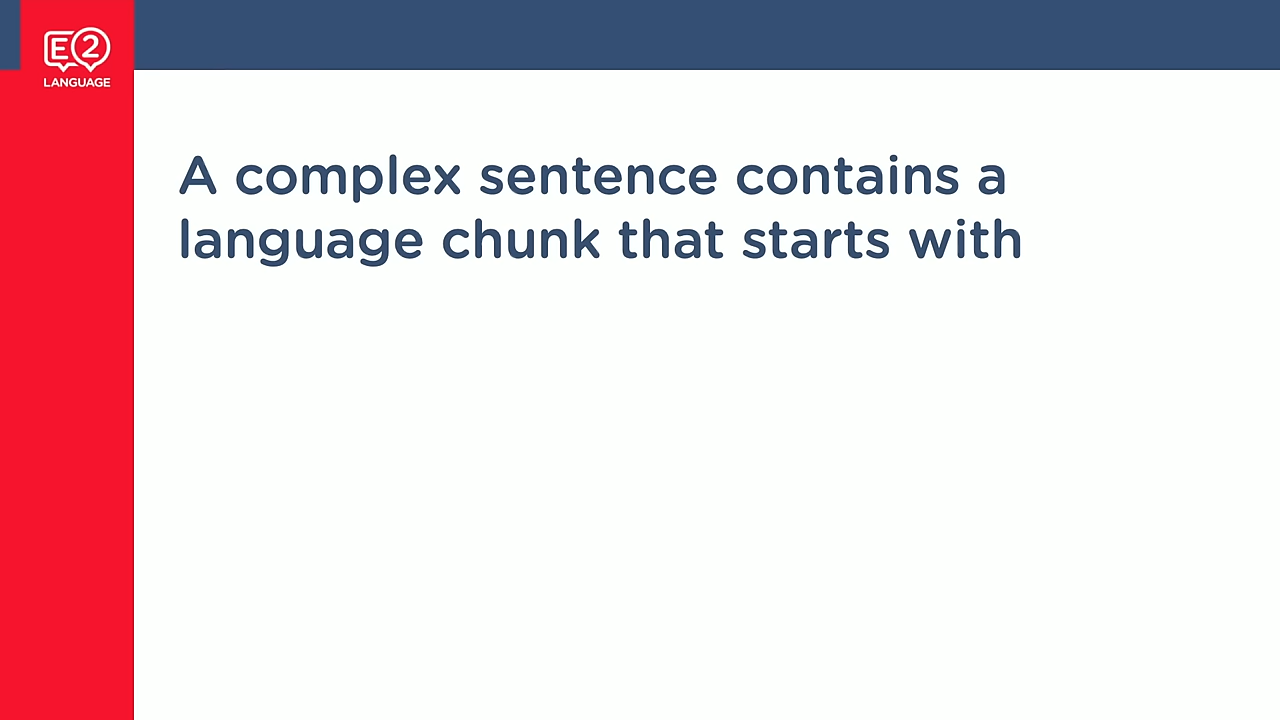 E2
LANGUAGE
A complex sentence contains a
language chunk that starts with